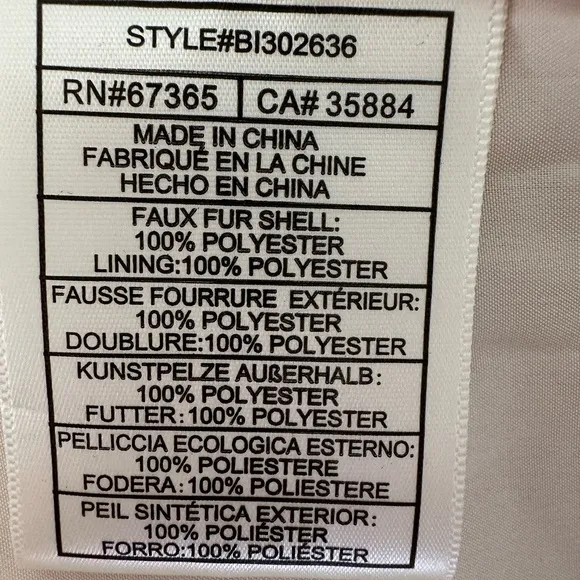 STYLE#BI302636
RN#67365 CA# 35884
MADE IN CHINA
FABRIQUÉ EN LA CHINE
HECHO EN CHINA
FAUX FUR SHELL:
100% POLYESTER
LINING:100% POLYESTER
FAUSSE FOURRURE EXTÉRIEUR:
100% POLYESTER
DOUBLURE:100% POLYESTER
KUNSTPELZE AUßERHALB:
100% POLYESTER
FUTTER:100% POLYESTER
PELLICCIA ECOLOGICA ESTERNO:
100% POLIESTERE
FODERA:100% POLIESTERE
PEIL SINTÉTICA EXTERIOR:
100% POLIÉSTER
FORRO:100% POLIÉSTER